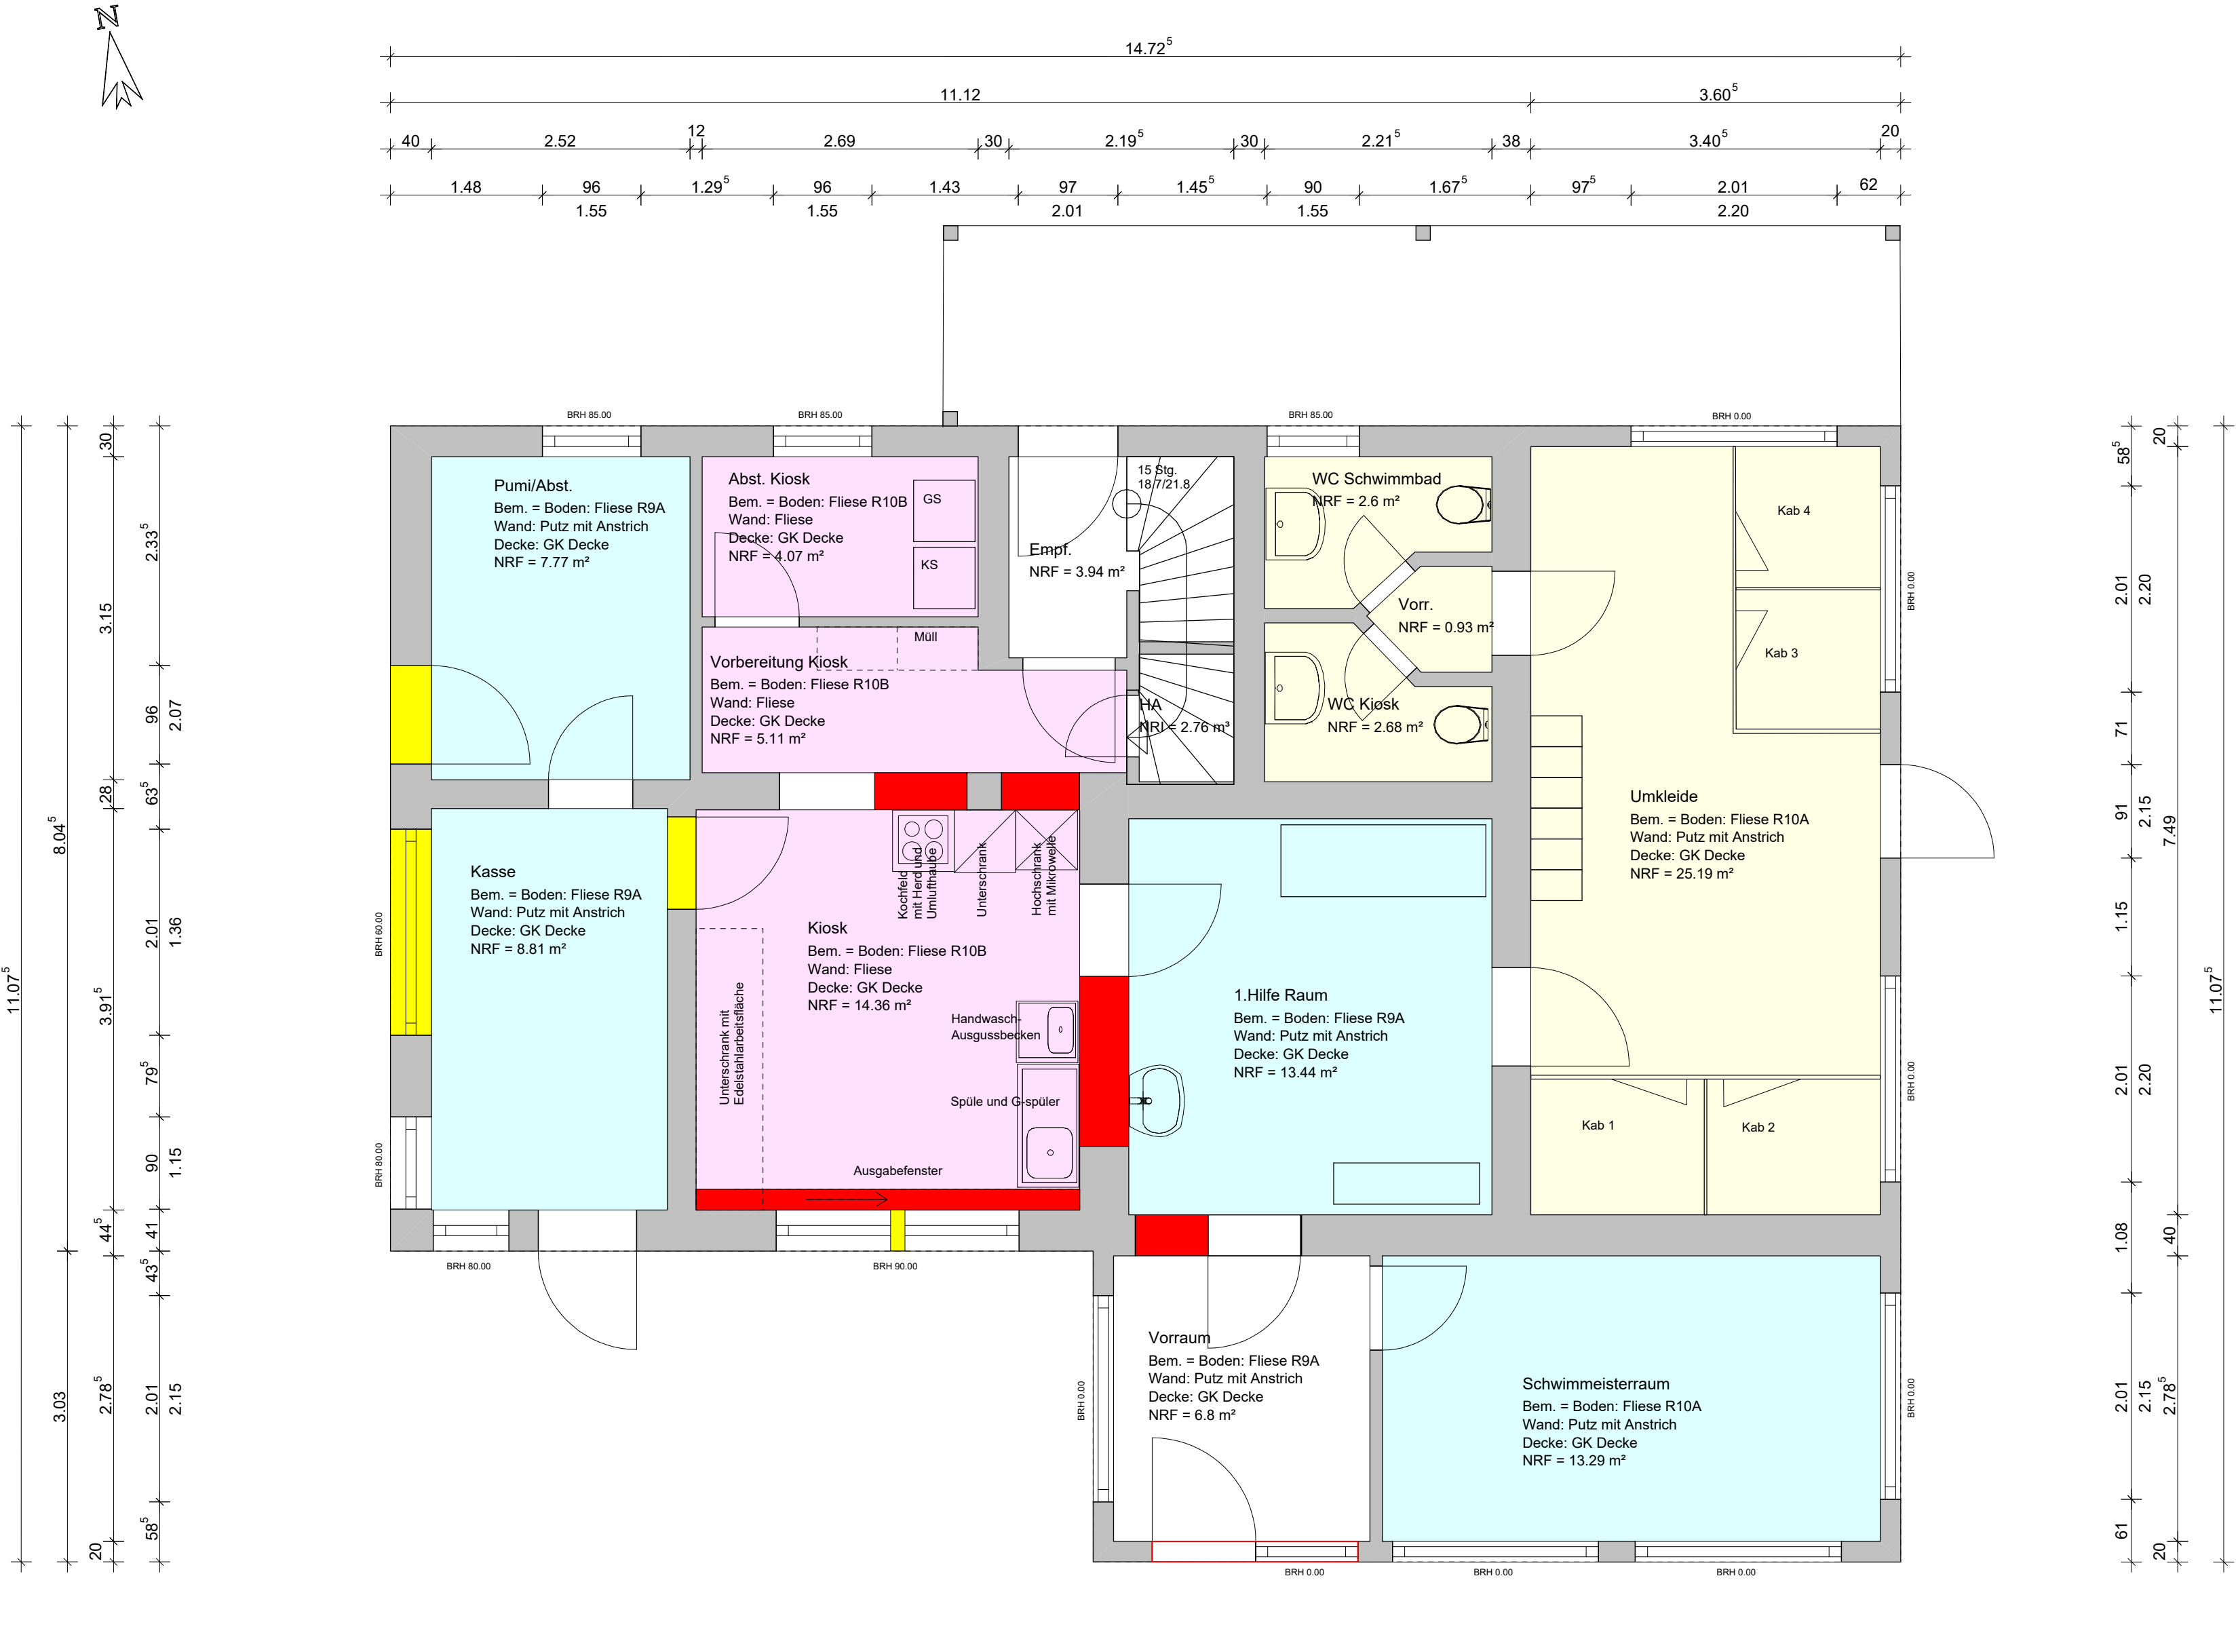 N
14.72⁵
11.12
3.60⁵
40
2.52
12
2.69
30
2.19⁵
30
2.21⁵
38
3.40⁵
20
1.48
96
1.55
1.29⁵
96
1.55
1.43
97
2.01
1.45⁵
90
1.55
1.67⁵
97⁵
2.01
2.20
62
BRH 85.00
BRH 85.00
BRH 85.00
BRH 0.00
Pumi/Abst.
Bem. = Boden: Fliese R9A
Wand: Putz mit Anstrich
Decke: GK Decke
NRF = 7.77 m²
Abst. Kiosk
Bem. = Boden: Fliese R10B
Wand: Fliese
Decke: GK Decke
NRF = 4.07 m²
GS
KS
Empf.
NRF = 3.94 m²
15 Stg.
18.7/21.8
WC Schwimmbad
NRF = 2.6 m²
Vorr.
NRF = 0.93 m²
Kab 4
Kab 3
Müll
Vorbereitung Kiosk
Bem. = Boden: Fliese R10B
Wand: Fliese
Decke: GK Decke
NRF = 5.11 m²
HA
NRI = 2.76 m³
WC Kiosk
NRF = 2.68 m²
Umkleide
Bem. = Boden: Fliese R10A
Wand: Putz mit Anstrich
Decke: GK Decke
NRF = 25.19 m²
Kasse
Bem. = Boden: Fliese R9A
Wand: Putz mit Anstrich
Decke: GK Decke
NRF = 8.81 m²
Kochfeld
mit Herd und
Umlufthaube
Unterschrank
Hochschrank
mit Mikrowelle
Kiosk
Bem. = Boden: Fliese R10B
Wand: Fliese
Decke: GK Decke
NRF = 14.36 m²
Unterschrank mit
Edelstahlarbeitsfläche
Handwasch-
Ausgussbecken
Spüle und G-spüler
Ausgabefenster
1.Hilfe Raum
Bem. = Boden: Fliese R9A
Wand: Putz mit Anstrich
Decke: GK Decke
NRF = 13.44 m²
Kab 1
Kab 2
BRH 80.00
BRH 90.00
Vorraum
Bem. = Boden: Fliese R9A
Wand: Putz mit Anstrich
Decke: GK Decke
NRF = 6.8 m²
Schwimmeisterraum
Bem. = Boden: Fliese R10A
Wand: Putz mit Anstrich
Decke: GK Decke
NRF = 13.29 m²
BRH 0.00
BRH 0.00
BRH 0.00
BRH 60.00
BRH 80.00
BRH 0.00
BRH 0.00
BRH 0.00
BRH 0.00
11.07⁵
8.04⁵
3.03
30
3.15
28
3.91⁵
44⁵
2.78⁵
20
2.33⁵
96
2.07
63⁵
2.01
1.36
79⁵
90
1.15
41
43⁵
2.01
2.15
58⁵
58⁵
2.01
2.20
71
91
2.15
1.15
2.01
2.20
1.08
2.01
2.15
61
20
7.49
40
2.78⁵
20
11.07⁵